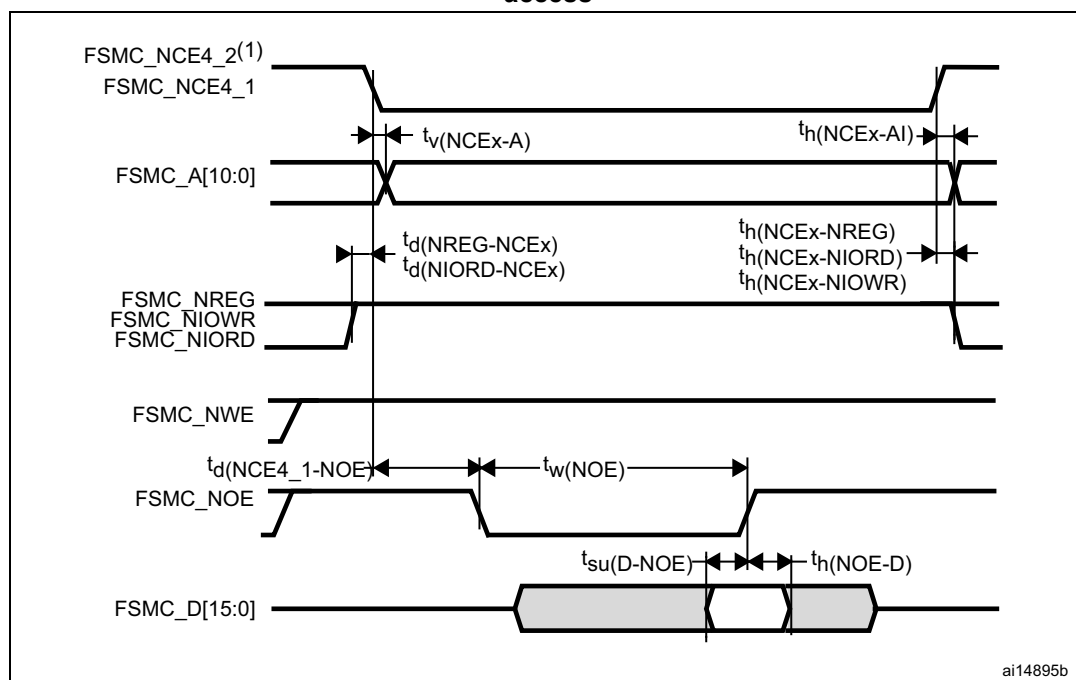 access
FSMC_NCE4_2(1)
FSMC_NCE4_1
tv(NCEx-A)
th(NCEx-AI)
FSMC_A[10:0]
td(NREG-NCEx)
td(NIORD-NCEx)
th(NCEx-NREG)
th(NCEx-NIORD)
th(NCEx-NIOWR)
FSMC_NREG
FSMC_NIOWR
FSMC_NIORD
FSMC_NWE
td(NCE4_1-NOE)
tw(NOE)
FSMC_NOE
tsu(D-NOE)
th(NOE-D)
FSMC_D[15:0]
ai14895b